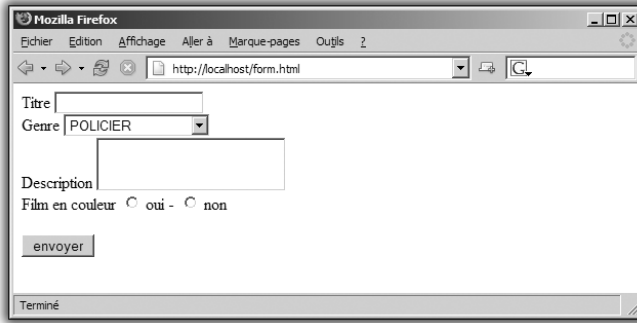 Mozilla Firefox
Fichier Edition Affichage Aller à Marque-pages Outils ?
http://localhost/form.html G
Titre
Genre POLICIER
Description
Film en couleur oui - non
envoyer
Terminé